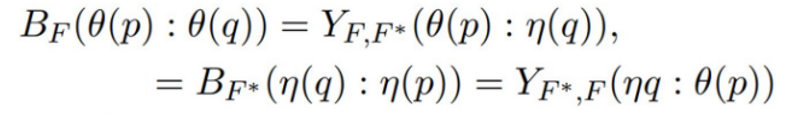 B_F(θ(p) : θ(q)) = Y_{F,F*}(θ(p) : η(q)),
= B_{F*}(η(q) : η(p)) = Y_{F*,F}(ηq : θ(p))